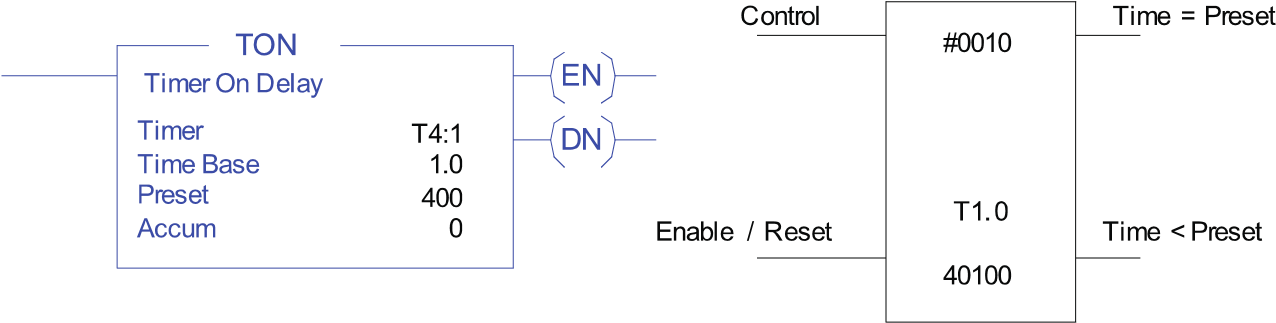 TON
Timer On Delay
Timer T4:1
Time Base 1.0
Preset 400
Accum 0
EN
DN
Control
Enable / Reset
#0010
T1.0
40100
Time = Preset
Time < Preset